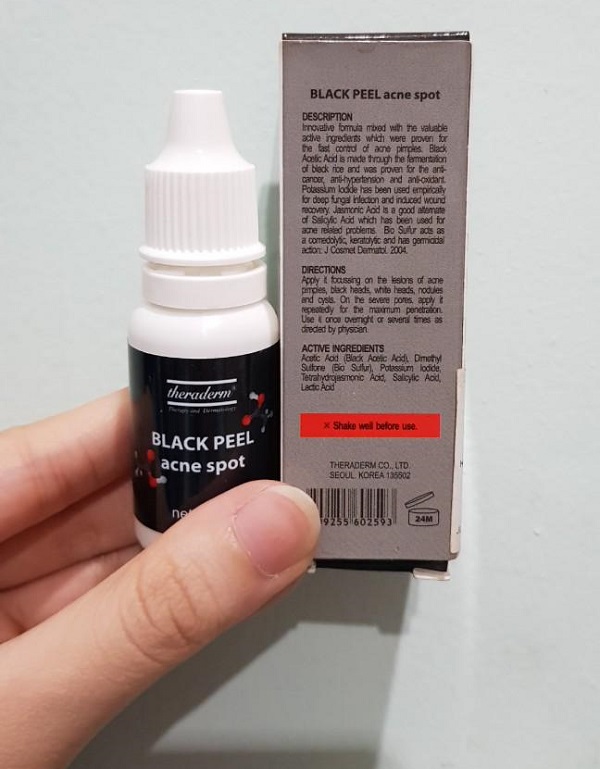 theraderm®
Therapy and Dermatology
BLACK PEEL
acne spot
BLACK PEEL acne spot
DESCRIPTION
Innovative formula mixed with the valuable
active ingredients which were proven for
the fast control of acne pimples. Black
Acetic Acid is made through the fermentation
of black rice and was proven for the anti-
cancer, anti-hypertension and anti-oxidant.
Potassium Iodide has been used empirically
for deep fungal infection and induced wound
recovery. Jasmonic Acid is a good alternate
of Salicylic Acid which has been used for
acne related problems. Bio Sulfur acts as
a comedolytic, keratolytic and has germicidal
action: J Cosmet Dermatol. 2004.
DIRECTIONS
Apply it focussing on the lesions of acne
pimples, black heads, white heads, nodules
and cysts. On the severe pores, apply it
repeatedly for the maximum penetration.
Use it once overnight or several times as
directed by physician.
ACTIVE INGREDIENTS
Acetic Acid (Black Acetic Acid), Dimethyl
Sulfone (Bio Sulfur), Potassium Iodide,
Tetrahydrojasmonic Acid, Salicylic Acid,
Lactic Acid
※ Shake well before use.
THERADERM CO., LTD.
SEOUL, KOREA 135502
9255 602593
24M